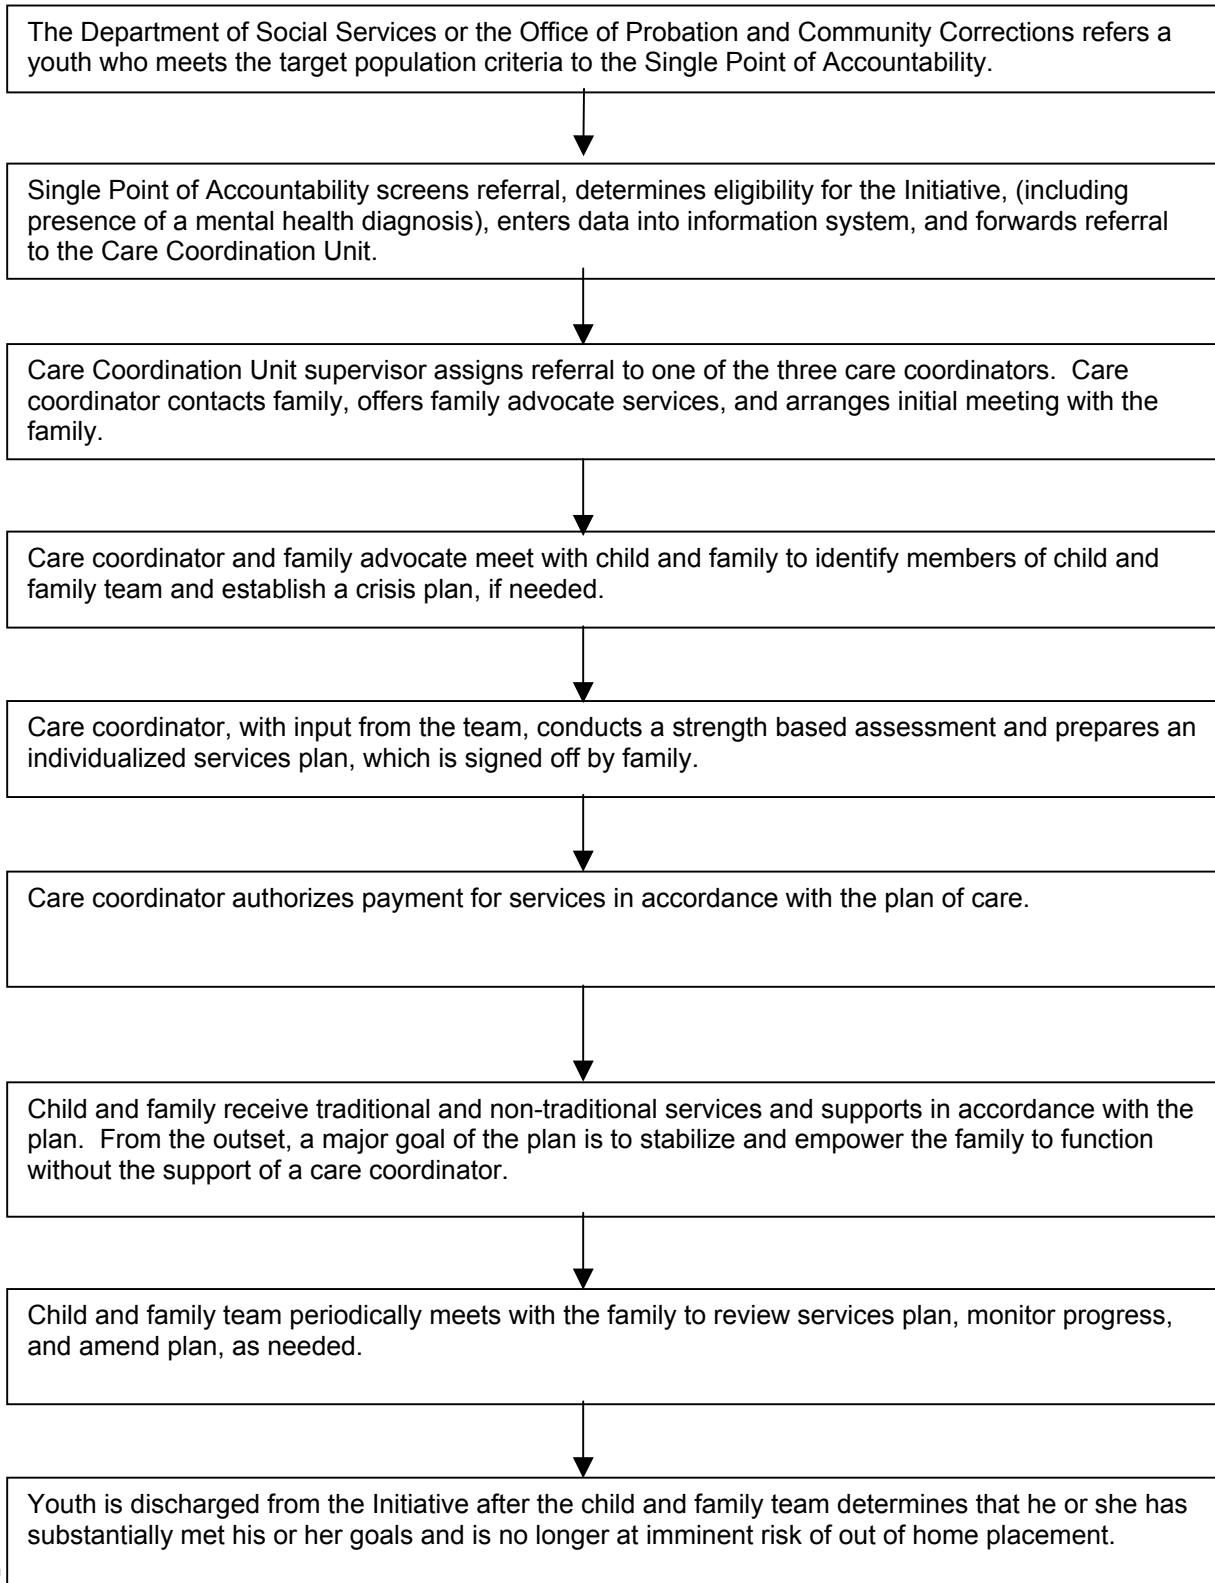 The Department of Social Services or the Office of Probation and Community Corrections refers a
youth who meets the target population criteria to the Single Point of Accountability.
Single Point of Accountability screens referral, determines eligibility for the Initiative, (including
presence of a mental health diagnosis), enters data into information system, and forwards referral
to the Care Coordination Unit.
Care Coordination Unit supervisor assigns referral to one of the three care coordinators.  Care
coordinator contacts family, offers family advocate services, and arranges initial meeting with the
family.
Care coordinator and family advocate meet with child and family to identify members of child and
family team and establish a crisis plan, if needed.
Care coordinator, with input from the team, conducts a strength based assessment and prepares an
individualized services plan, which is signed off by family.
Care coordinator authorizes payment for services in accordance with the plan of care.
Child and family receive traditional and non-traditional services and supports in accordance with the
plan.  From the outset, a major goal of the plan is to stabilize and empower the family to function
without the support of a care coordinator.
Child and family team periodically meets with the family to review services plan, monitor progress,
and amend plan, as needed.
Youth is discharged from the Initiative after the child and family team determines that he or she has
substantially met his or her goals and is no longer at imminent risk of out of home placement.